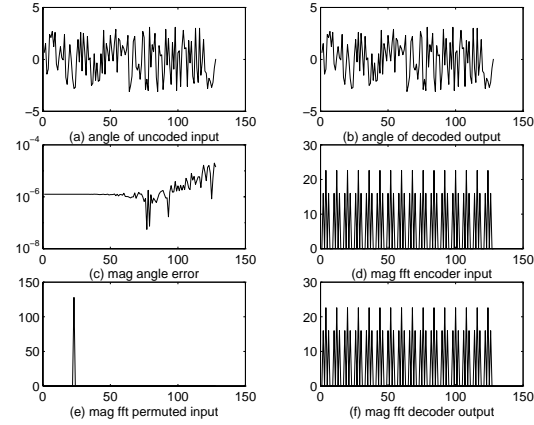 5
0
−5
0 50 100 150
(a) angle of uncoded input
5
0
−5
0 50 100 150
(b) angle of decoded output
10−4
10−6
10−8
0 50 100 150
(c) mag angle error
30
20
10
0
0 50 100 150
(d) mag fft encoder input
150
100
50
0
0 50 100 150
(e) mag fft permuted input
30
20
10
0
0 50 100 150
(f) mag fft decoder output